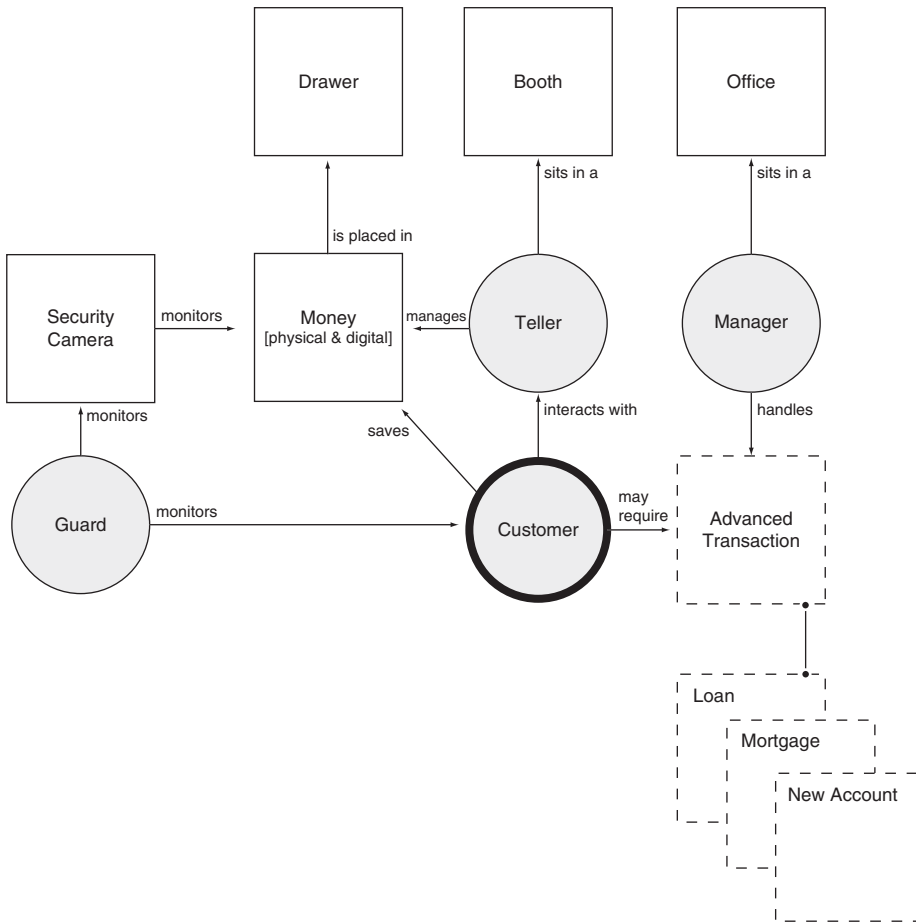 Drawer
Booth
Office
sits in a
sits in a
is placed in
Security
Camera
monitors
Money
[physical & digital]
manages
Teller
Manager
monitors
saves
interacts with
handles
Guard
monitors
Customer
may
require
Advanced
Transaction
Loan
Mortgage
New Account